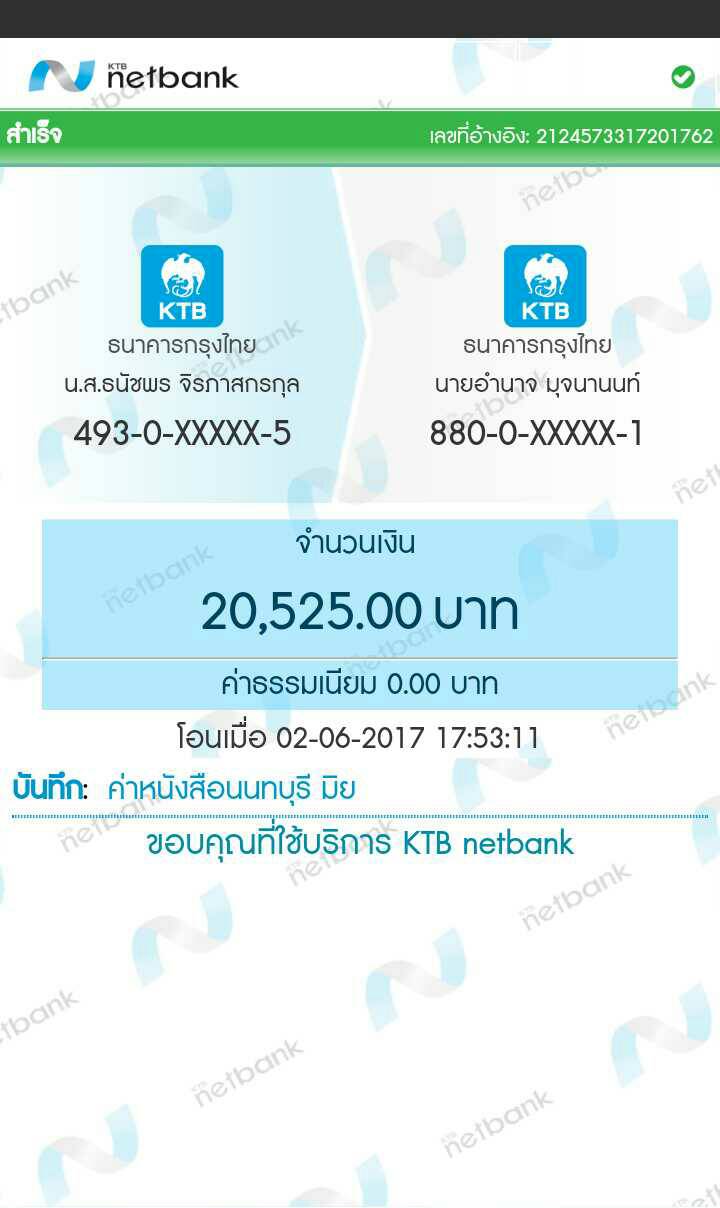 KTB
netbank
สำเร็จ
เลขที่อ้างอิง: 2124573317201762
KTB
ธนาคารกรุงไทย
น.ส.ธนัชพร จิรภาสกรกุล
493-0-XXXXX-5
KTB
ธนาคารกรุงไทย
นายอำนาจ มุจนานนท์
880-0-XXXXX-1
จำนวนเงิน
20,525.00 บาท
ค่าธรรมเนียม 0.00 บาท
โอนเมื่อ 02-06-2017 17:53:11
บันทึก: ค่าหนังสือนนทบุรี มิย
ขอบคุณที่ใช้บริการ KTB netbank